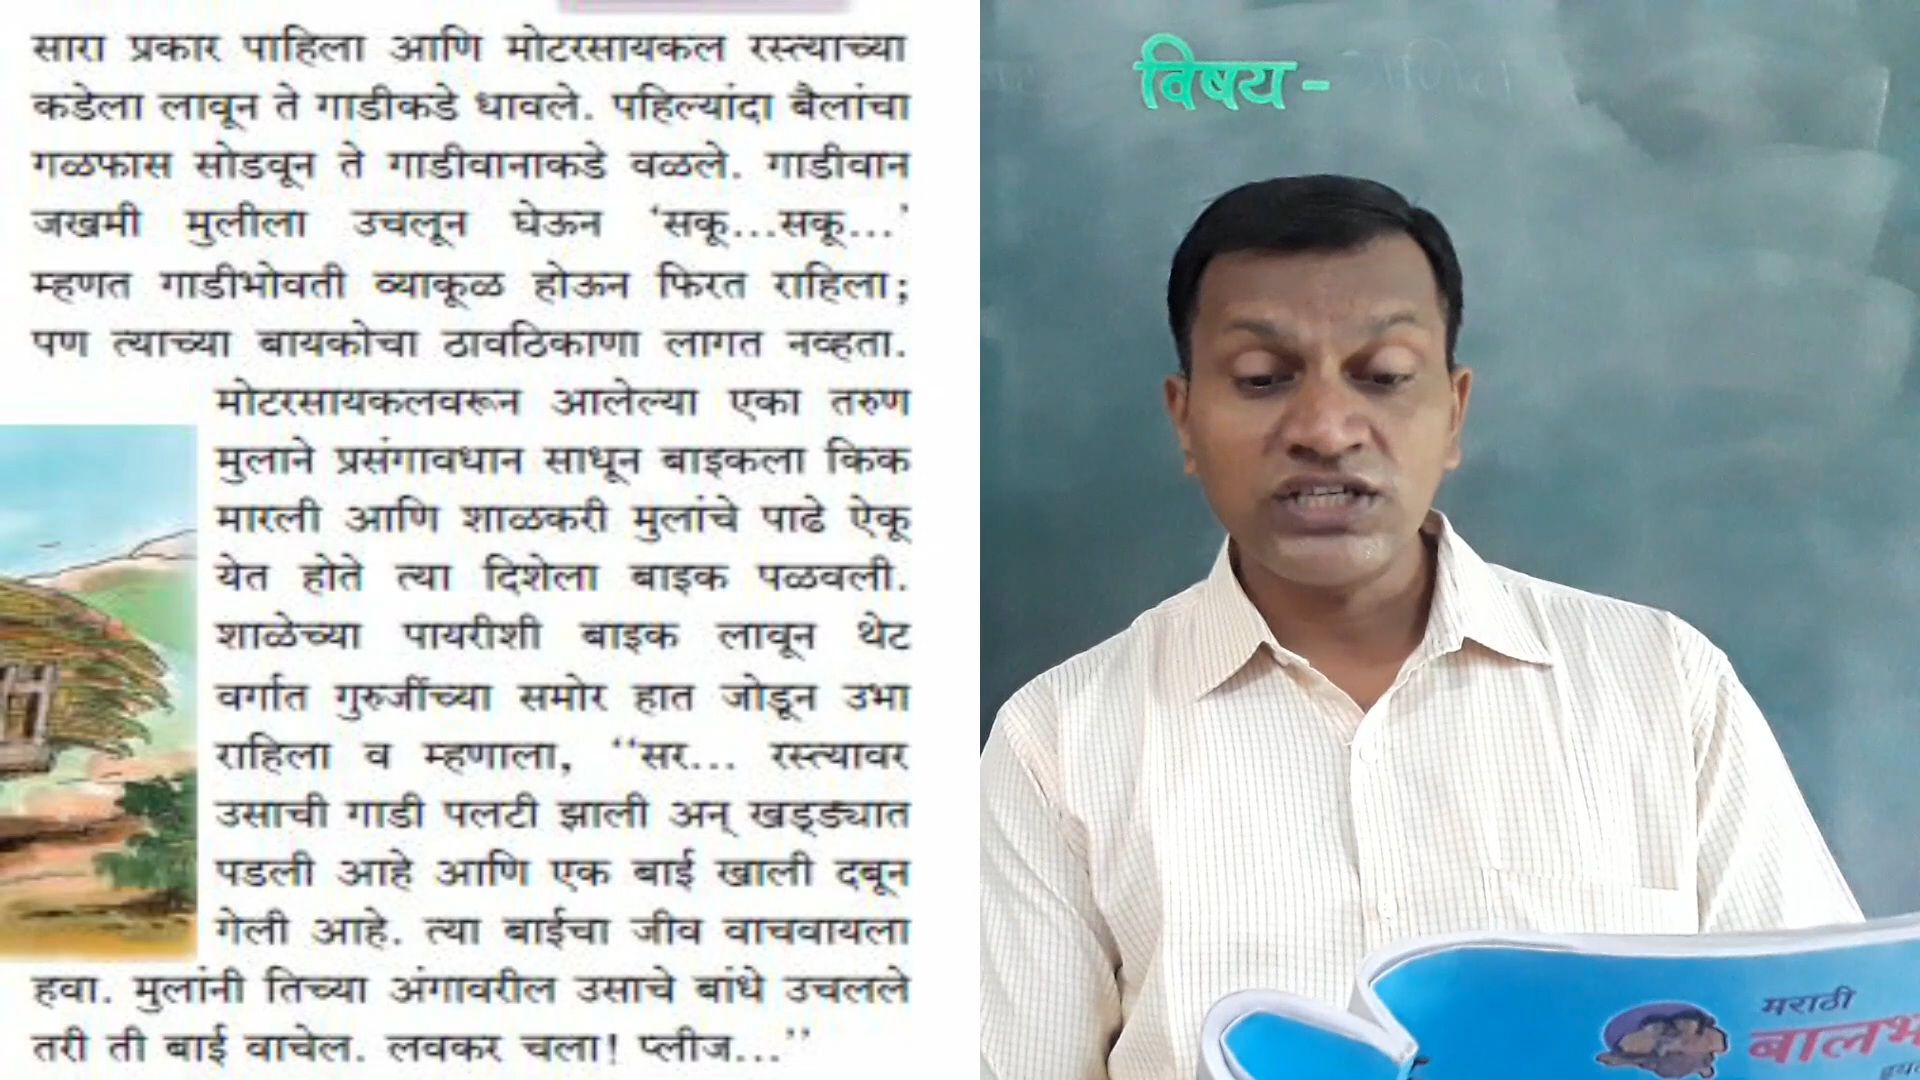 सारा प्रकार पाहिला आणि मोटरसायकल रस्त्याच्या
कडेला लावून ते गाडीकडे धावले. पहिल्यांदा बैलांचा
गळफास सोडवून ते गाडीवानाकडे वळले. गाडीवान
जखमी मुलीला उचलून घेऊन ‘सकू...सकू...’
म्हणत गाडीभोवती व्याकूळ होऊन फिरत राहिला;
पण त्याच्या बायकोचा ठावठिकाणा लागत नव्हता.
मोटरसायकलवरून आलेल्या एका तरुण
मुलाने प्रसंगावधान साधून बाइकला किक
मारली आणि शाळकरी मुलांचे पाढे ऐकू
येत होते त्या दिशेला बाइक पळवली.
शाळेच्या पायरीशी बाइक लावून थेट
वर्गात गुरुजींच्या समोर हात जोडून उभा
राहिला व म्हणाला, ‘‘सर... रस्त्यावर
उसाची गाडी पलटी झाली अन् खड्ड्यात
पडली आहे आणि एक बाई खाली दबून
गेली आहे. त्या बाईचा जीव वाचवायला
हवा. मुलांनी तिच्या अंगावरील उसाचे बांधे उचलले
तरी ती बाई वाचेल. लवकर चला! प्लीज...’’
विषय -
मराठी